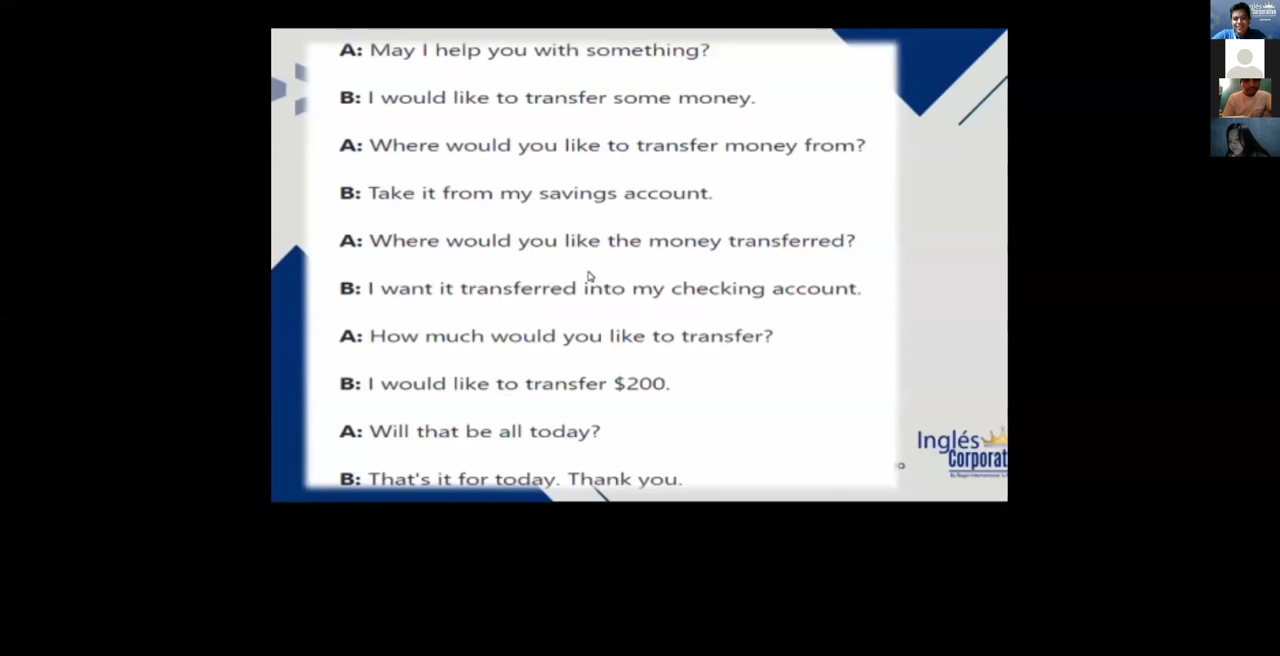 A: May I help you with something?
B: I would like to transfer some money.
A: Where would you like to transfer money from?
B: Take it from my savings account.
A: Where would you like the money transferred?
B: I want it transferred into my checking account.
A: How much would you like to transfer?
B: I would like to transfer $200.
A: Will that be all today?
B: That's it for today. Thank you.
Inglés
Corporat
Inglés
Corporation